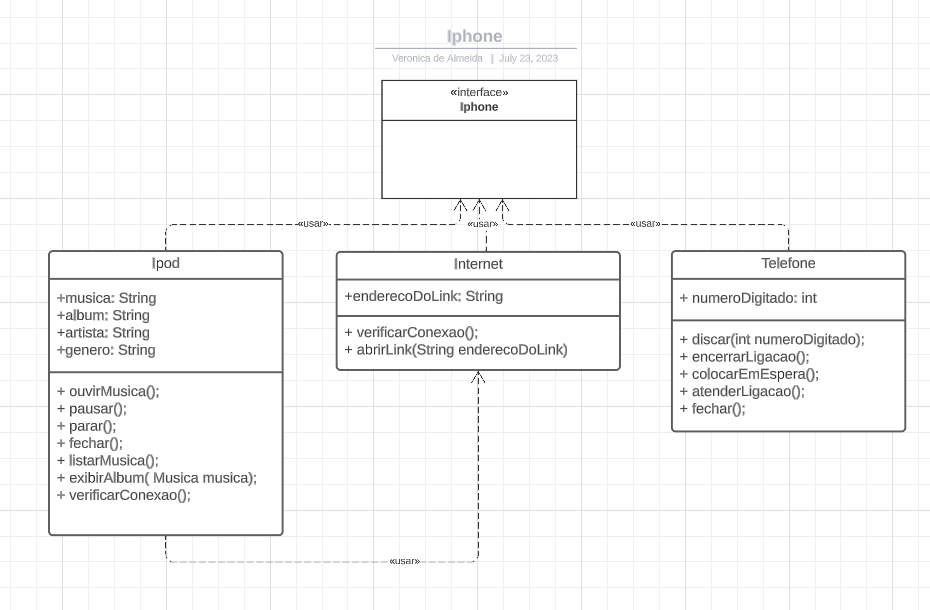 Iphone
Veronica de Almeida | July 23, 2023
«interface»
Iphone
«usar»
«usar»
«usar»
Ipod
+musica: String
+album: String
+artista: String
+genero: String
+ ouvirMusica();
+ pausar();
+ parar();
+ fechar();
+ listarMusica();
+ exibirAlbum( Musica musica);
+ verificarConexao();
Internet
+enderecoDoLink: String
+ verificarConexao();
+ abrirLink(String enderecoDoLink)
Telefone
+ numeroDigitado: int
+ discar(int numeroDigitado);
+ encerrarLigacao();
+ colocarEmEspera();
+ atenderLigacao();
+ fechar();
«usar»